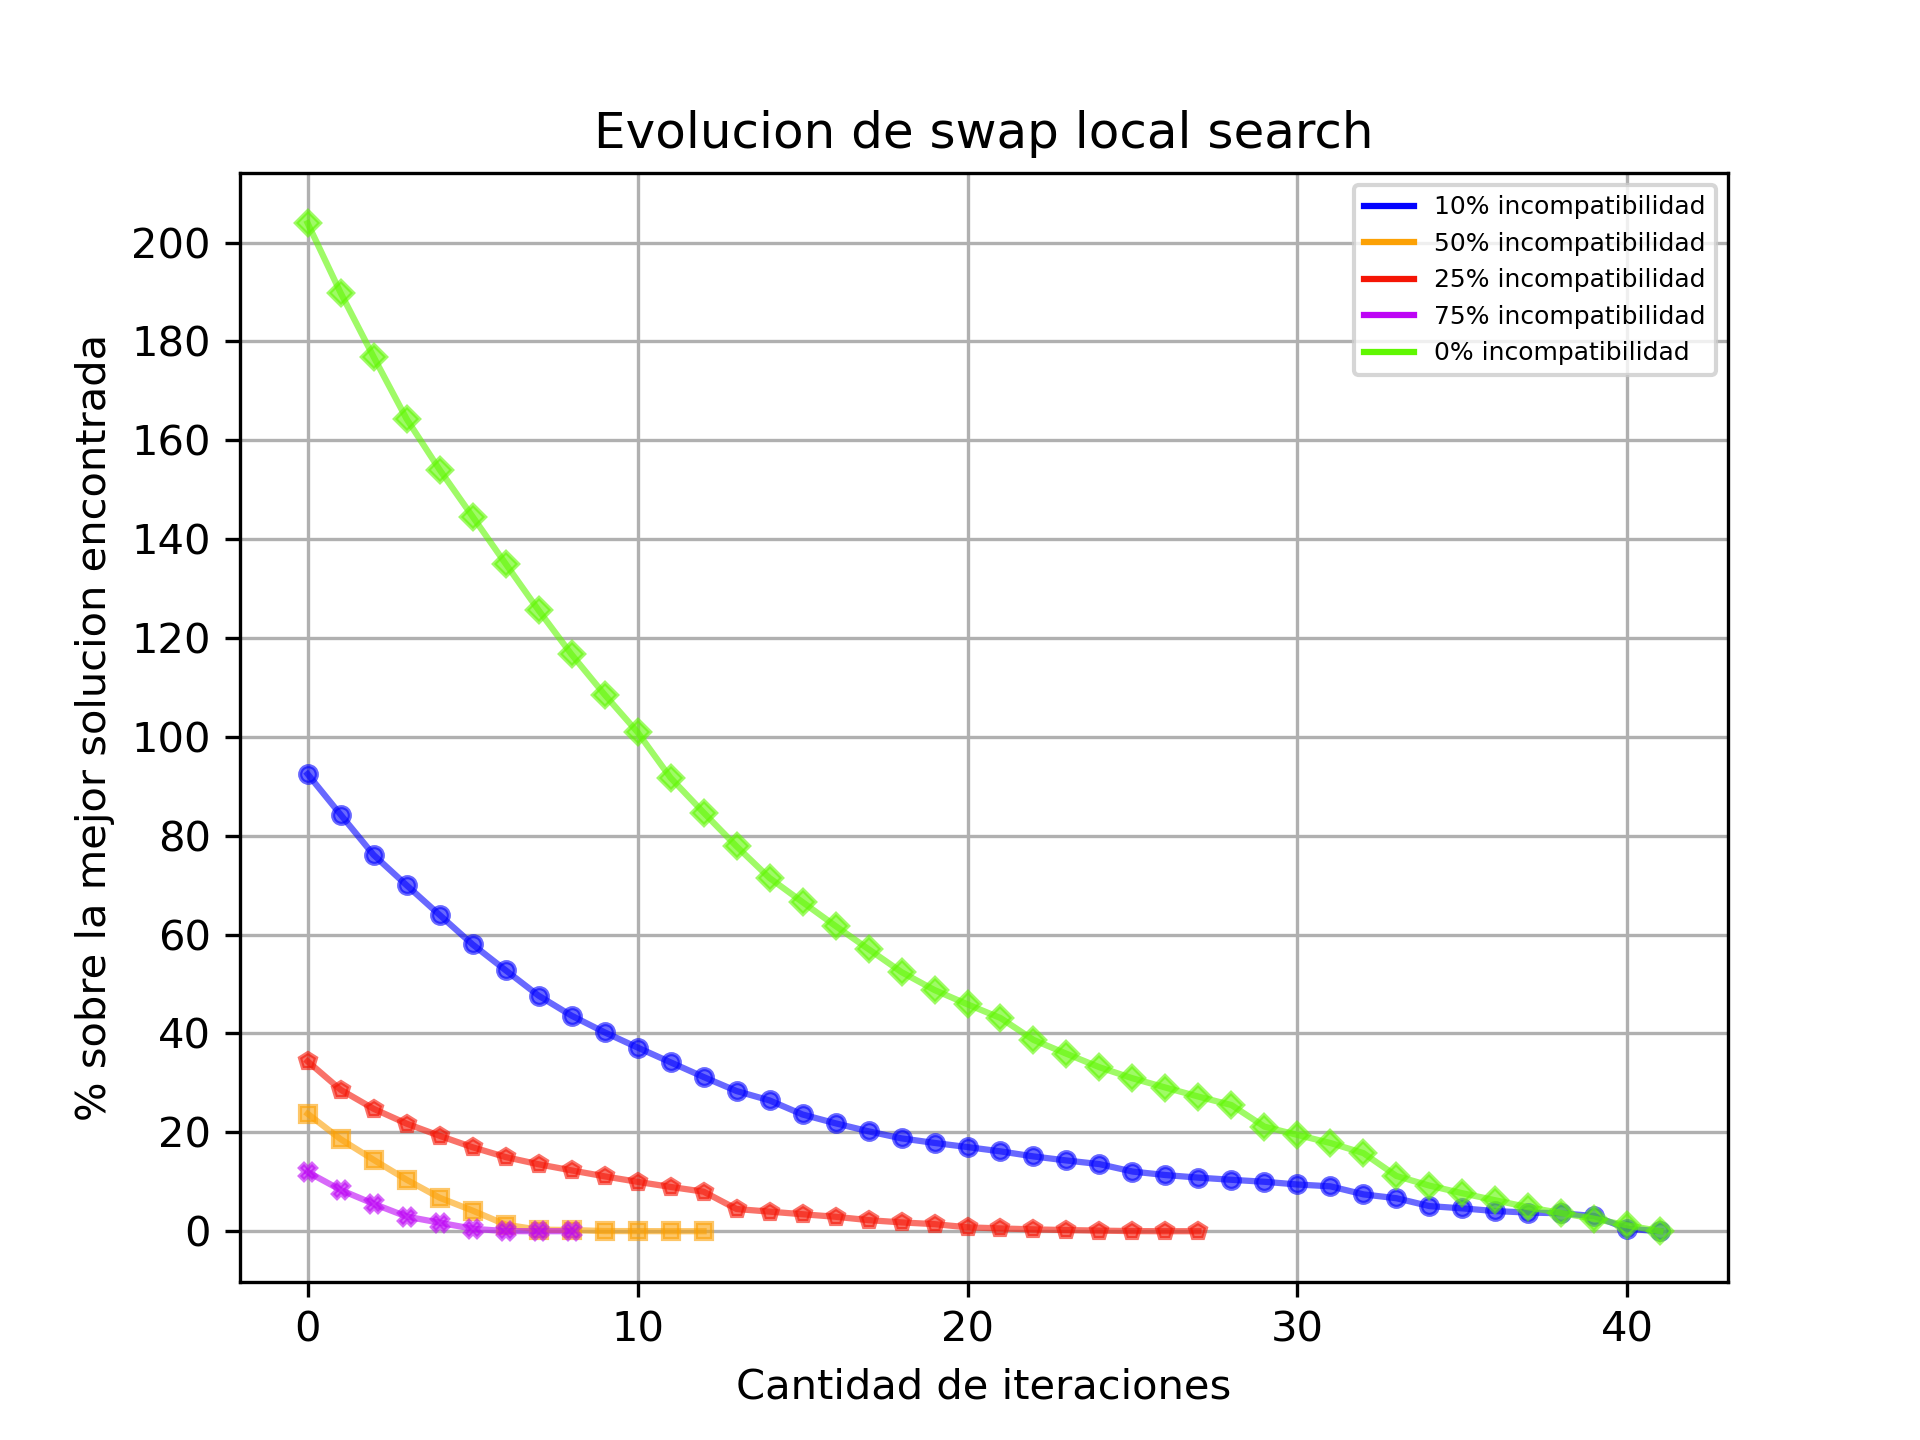 Evolucion de swap local search
% sobre la mejor solucion encontrada
200
180
160
140
120
100
80
60
40
20
0
10% incompatibilidad
50% incompatibilidad
25% incompatibilidad
75% incompatibilidad
0% incompatibilidad
0 10 20 30 40
Cantidad de iteraciones